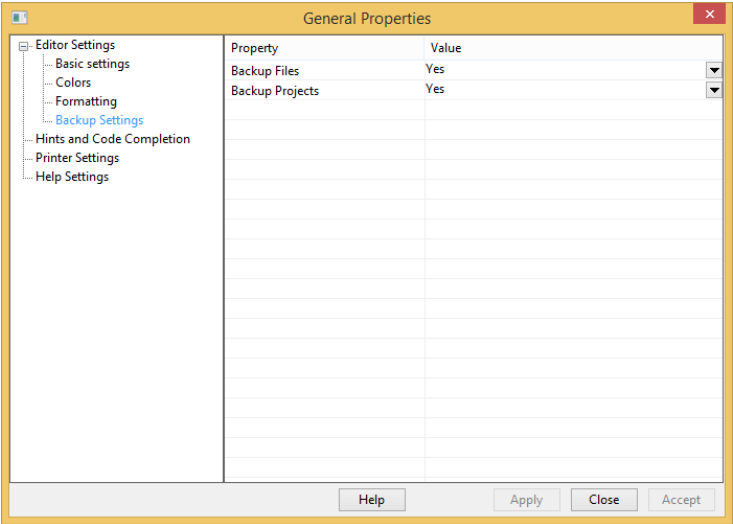 General Properties
Editor Settings
Basic settings
Colors
Formatting
Backup Settings
Hints and Code Completion
Printer Settings
Help Settings
Property Value
Backup Files Yes
Backup Projects Yes
Help Apply Close Accept